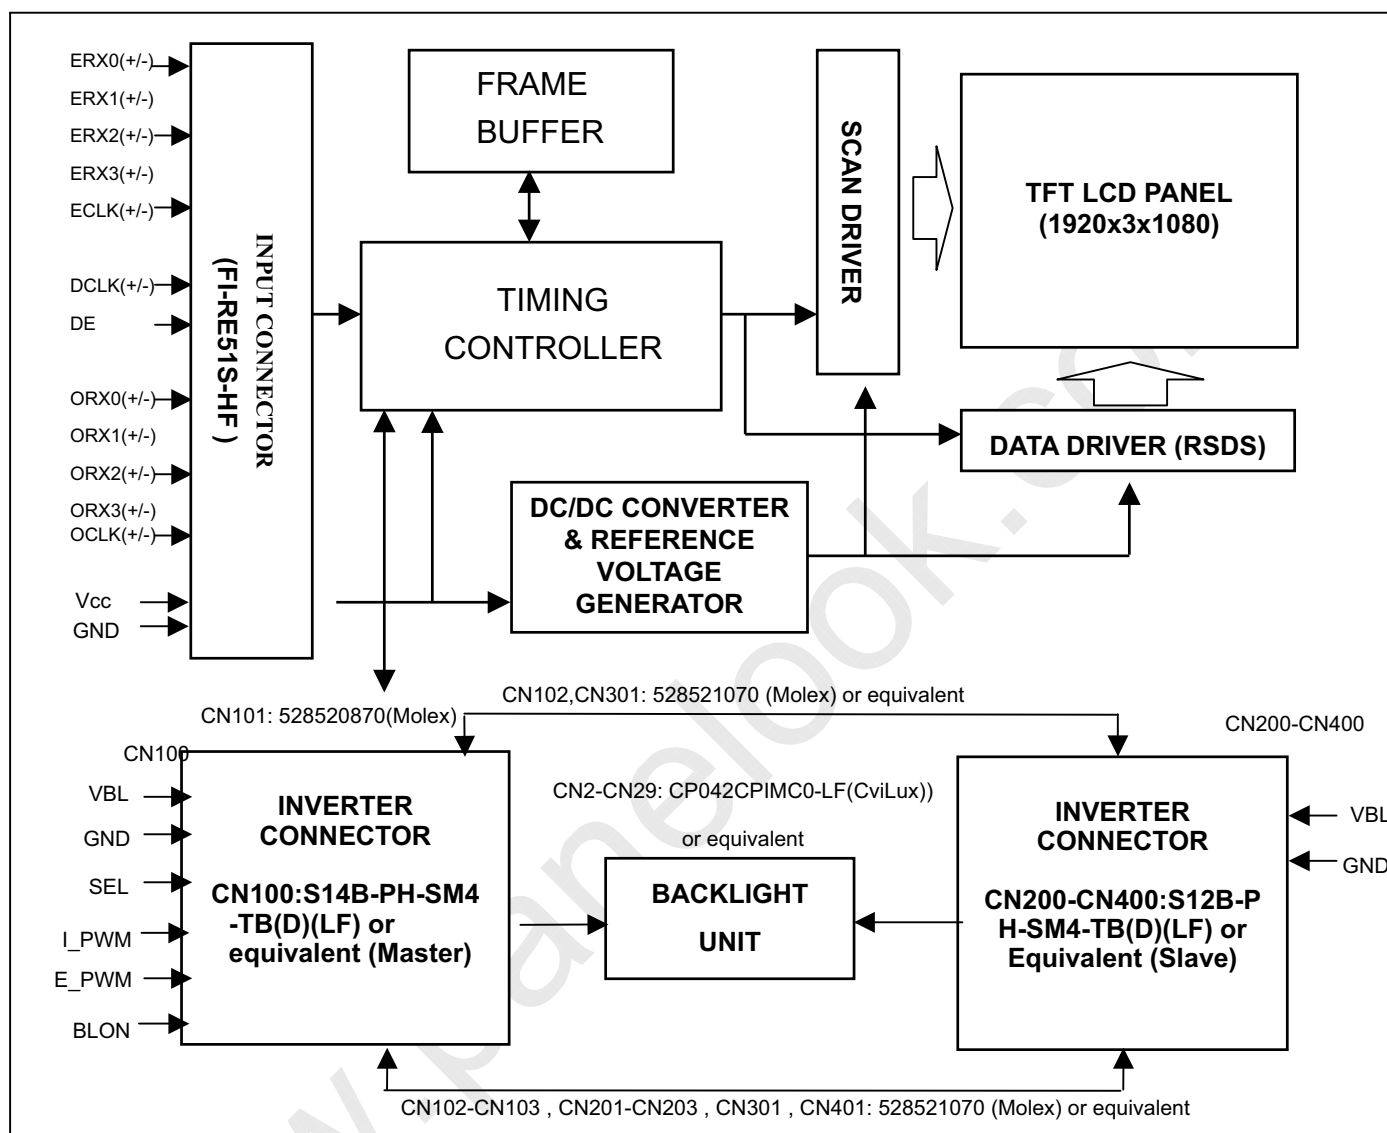 ERX0(+/-)
ERX1(+/-)
ERX2(+/-)
ERX3(+/-)
ECLK(+/-)
DCLK(+/-)
DE
ORX0(+/-)
ORX1(+/-)
ORX2(+/-)
ORX3(+/-)
OCLK(+/-)
Vcc
GND
INPUT CONNECTOR
(FI-RE51S-HF )
FRAME
BUFFER
TIMING
CONTROLLER
SCAN DRIVER
TFT LCD PANEL
(1920x3x1080)
DATA DRIVER (RSDS)
DC/DC CONVERTER
& REFERENCE
VOLTAGE
GENERATOR
CN102,CN301: 528521070 (Molex) or equivalent
CN101: 528520870(Molex)
CN200-CN400
CN100
VBL
GND
SEL
I_PWM
E_PWM
BLON
INVERTER
CONNECTOR
CN100:S14B-PH-SM4
-TB(D)(LF) or
equivalent (Master)
CN2-CN29: CP042CPIMC0-LF(CviLux))
or equivalent
BACKLIGHT
UNIT
INVERTER
CONNECTOR
CN200-CN400:S12B-P
H-SM4-TB(D)(LF) or
Equivalent (Slave)
VBL
GND
CN102-CN103 , CN201-CN203 , CN301 , CN401: 528521070 (Molex) or equivalent